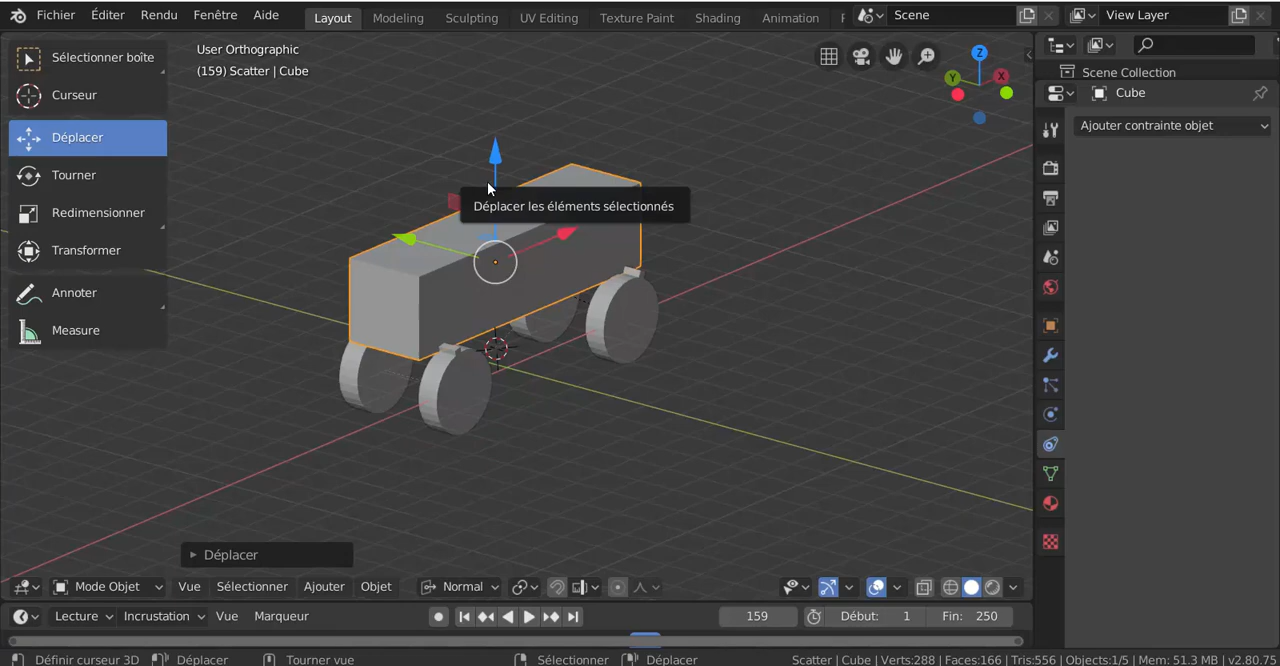 Fichier Éditer Rendu Fenêtre Aide Layout Modeling Sculpting UV Editing Texture Paint Shading Animation Scene View Layer
Sélectionner boîte
Curseur
Déplacer
Tourner
Redimensionner
Transformer
Annoter
Measure
User Orthographic
(159) Scatter | Cube
Z
Y
X
Déplacer les éléments sélectionnés
Scene Collection
Cube
Ajouter contrainte objet
Déplacer
Mode Objet Vue Sélectionner Ajouter Objet Normal
Lecture Incrustation Vue Marqueur 159 Début: 1 Fin: 250
Définir curseur 3D Déplacer Tourner vue Sélectionner Déplacer Scatter | Cube | Verts:288 | Faces:166 | Tris:556 | Objects:1/5 | Mem: 51.3 MB | v2.80.75